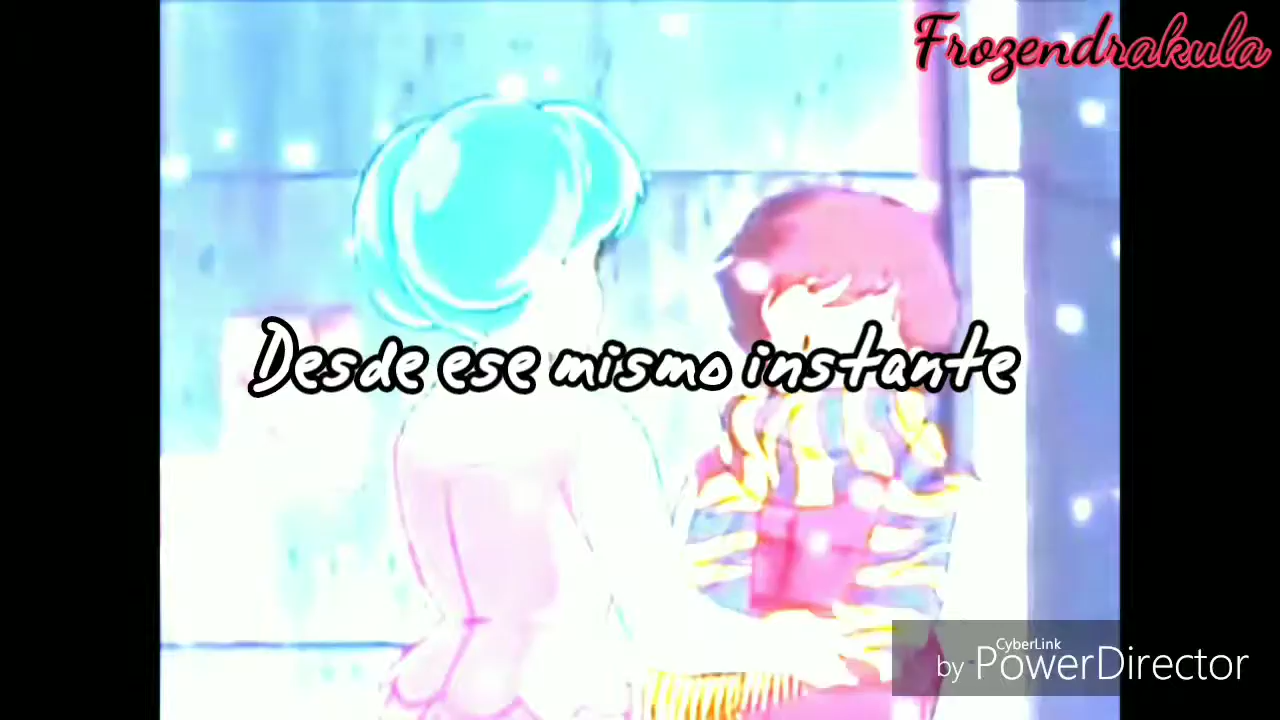 Frozendrakula
Desde ese mismo instante
CyberLink
by PowerDirector